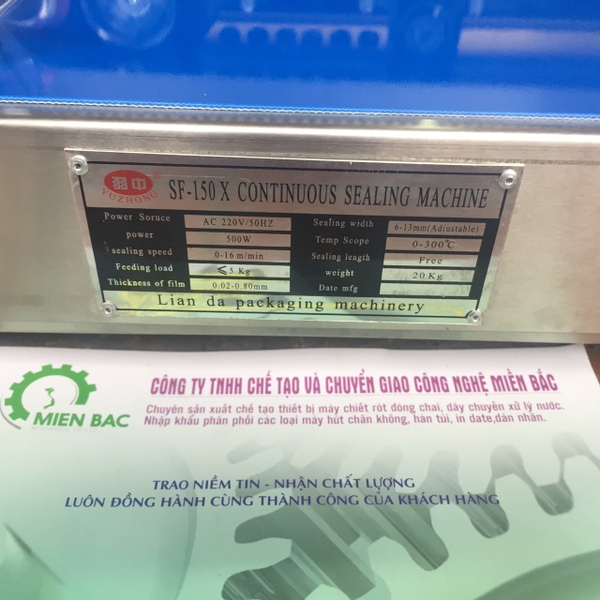 羽中
YUZHONG
SF-150X CONTINUOUS SEALING MACHINE
Power Soruce AC 220V/50HZ Sealing width 6-13mm(Adiustable)
power 500W Temp Scope 0-300℃
sealing speed 0-16m/min Sealing length Free
Feeding load ≤5 Kg weight 20Kg
Thickness of film 0.02-0.80mm Date mfg
Lian da packaging machinery
MIEN BAC
CÔNG TY TNHH CHẾ TẠO VÀ CHUYỂN GIAO CÔNG NGHỆ MIỀN BẮC
Chuyên sản xuất chế tạo thiết bị máy chiết rót đóng chai, dây chuyền xử lý nước.
Nhập khẩu phân phối các loại máy hút chân không, hàn túi, in date,dán nhãn.
TRAO NIỀM TIN - NHẬN CHẤT LƯỢNG
LUÔN ĐỒNG HÀNH CÙNG THÀNH CÔNG CỦA KHÁCH HÀNG